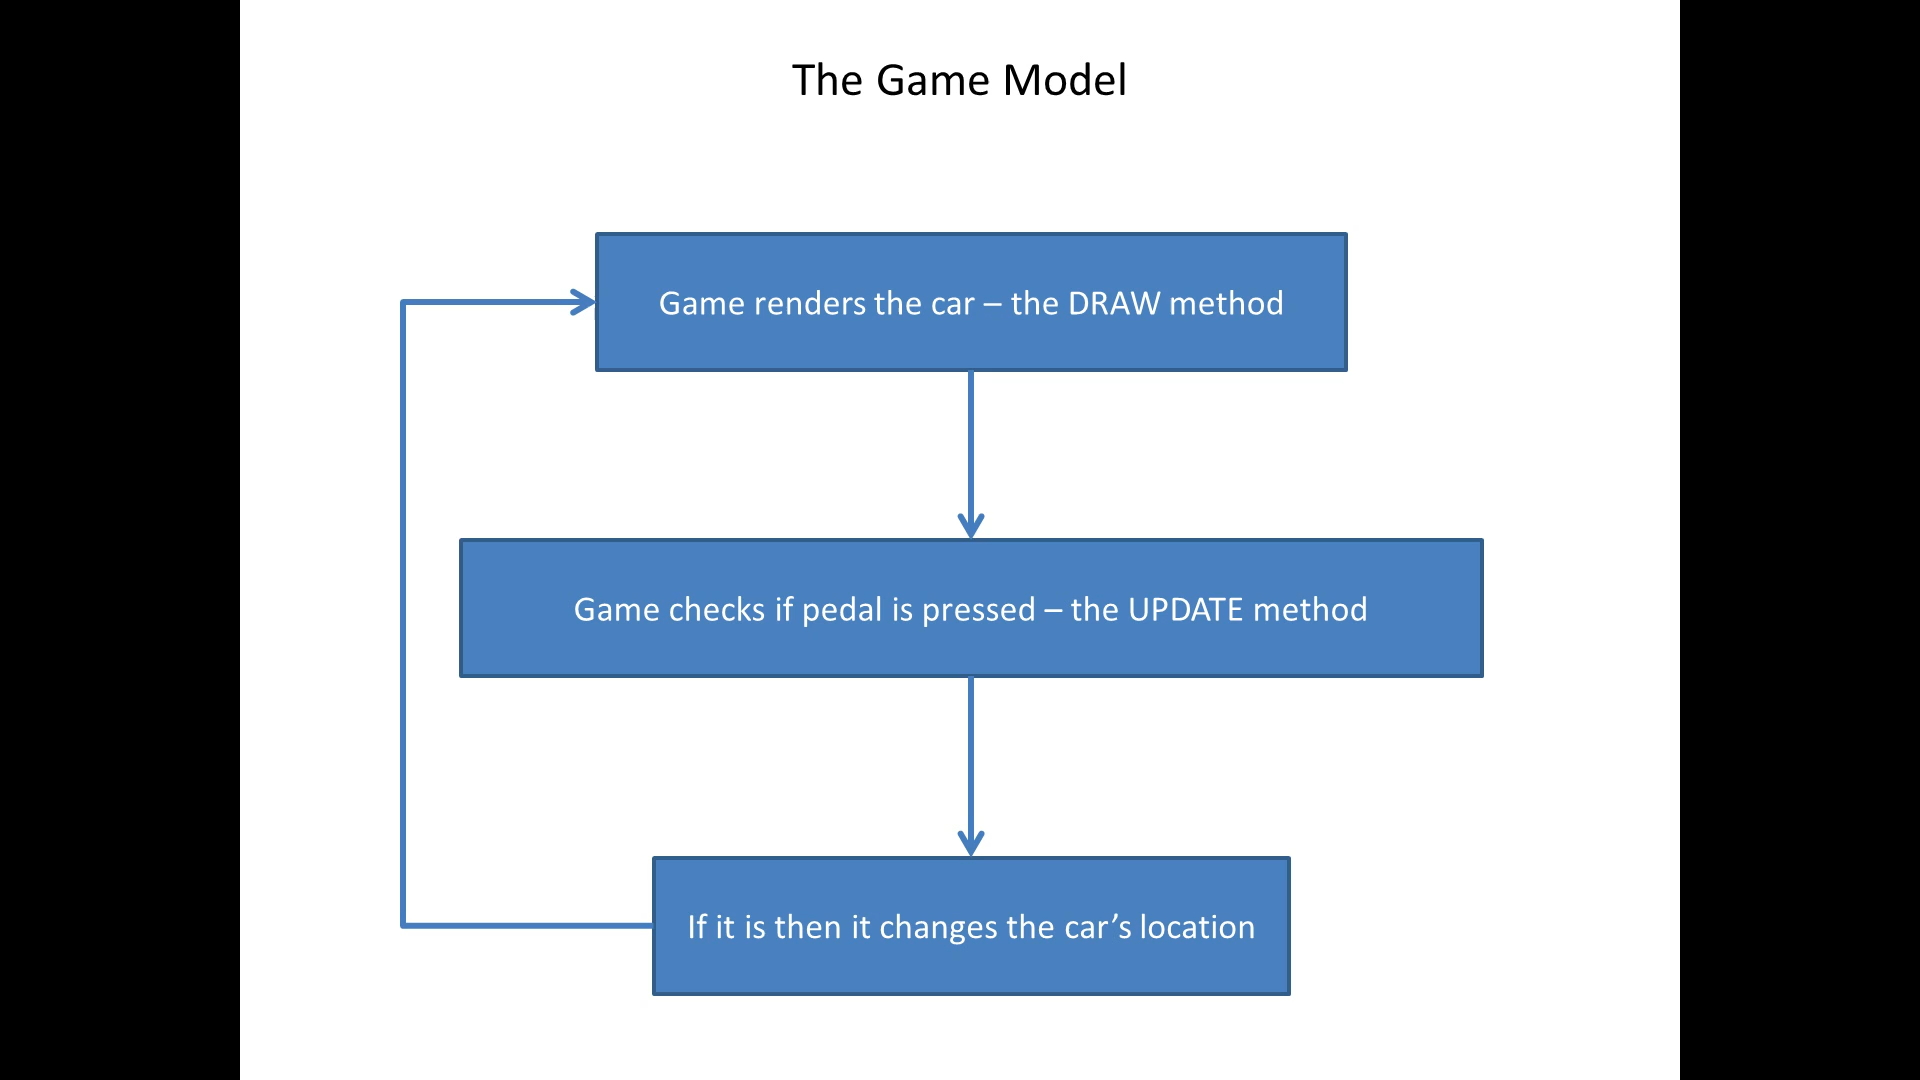 The Game Model
Game renders the car – the DRAW method
Game checks if pedal is pressed – the UPDATE method
If it is then it changes the car’s location